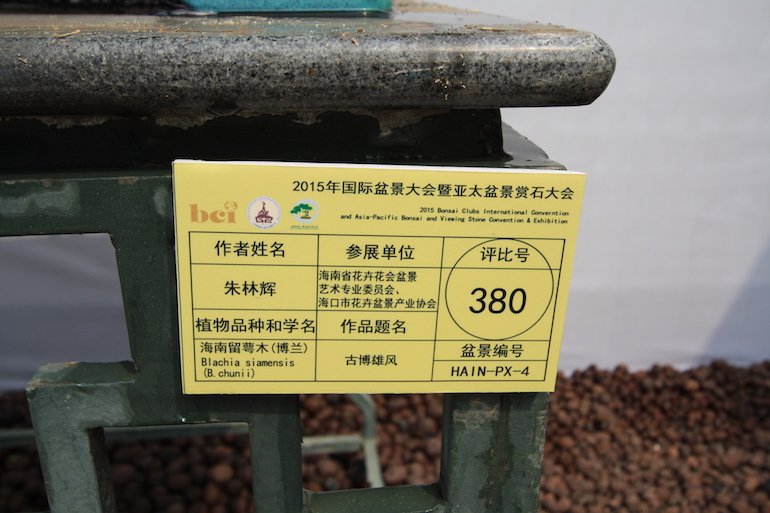 2015年国际盆景大会暨亚太盆景赏石大会
bci
2015 Bonsai Clubs International Converntion
and Asia-Pacific Bonsai and Viewing Stone Convention & Exhibition
作者姓名 参展单位 评比号
朱林辉
海南省花卉花会盆景
艺术专业委员会、
海口市花卉盆景产业协会
380
植物品种和学名 作品题名
海南留萼木(博兰)
Blachia siamensis
(B.chunii)
古博雄风
盆景编号
HAIN-PX-4